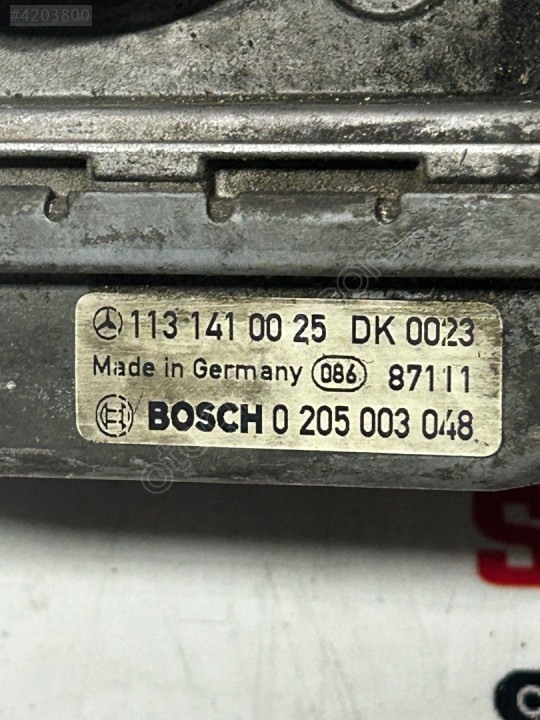 #4203800
113 141 00 25 DK 0023
Made in Germany 086 87111
BOSCH 0 205 003 048
S
C